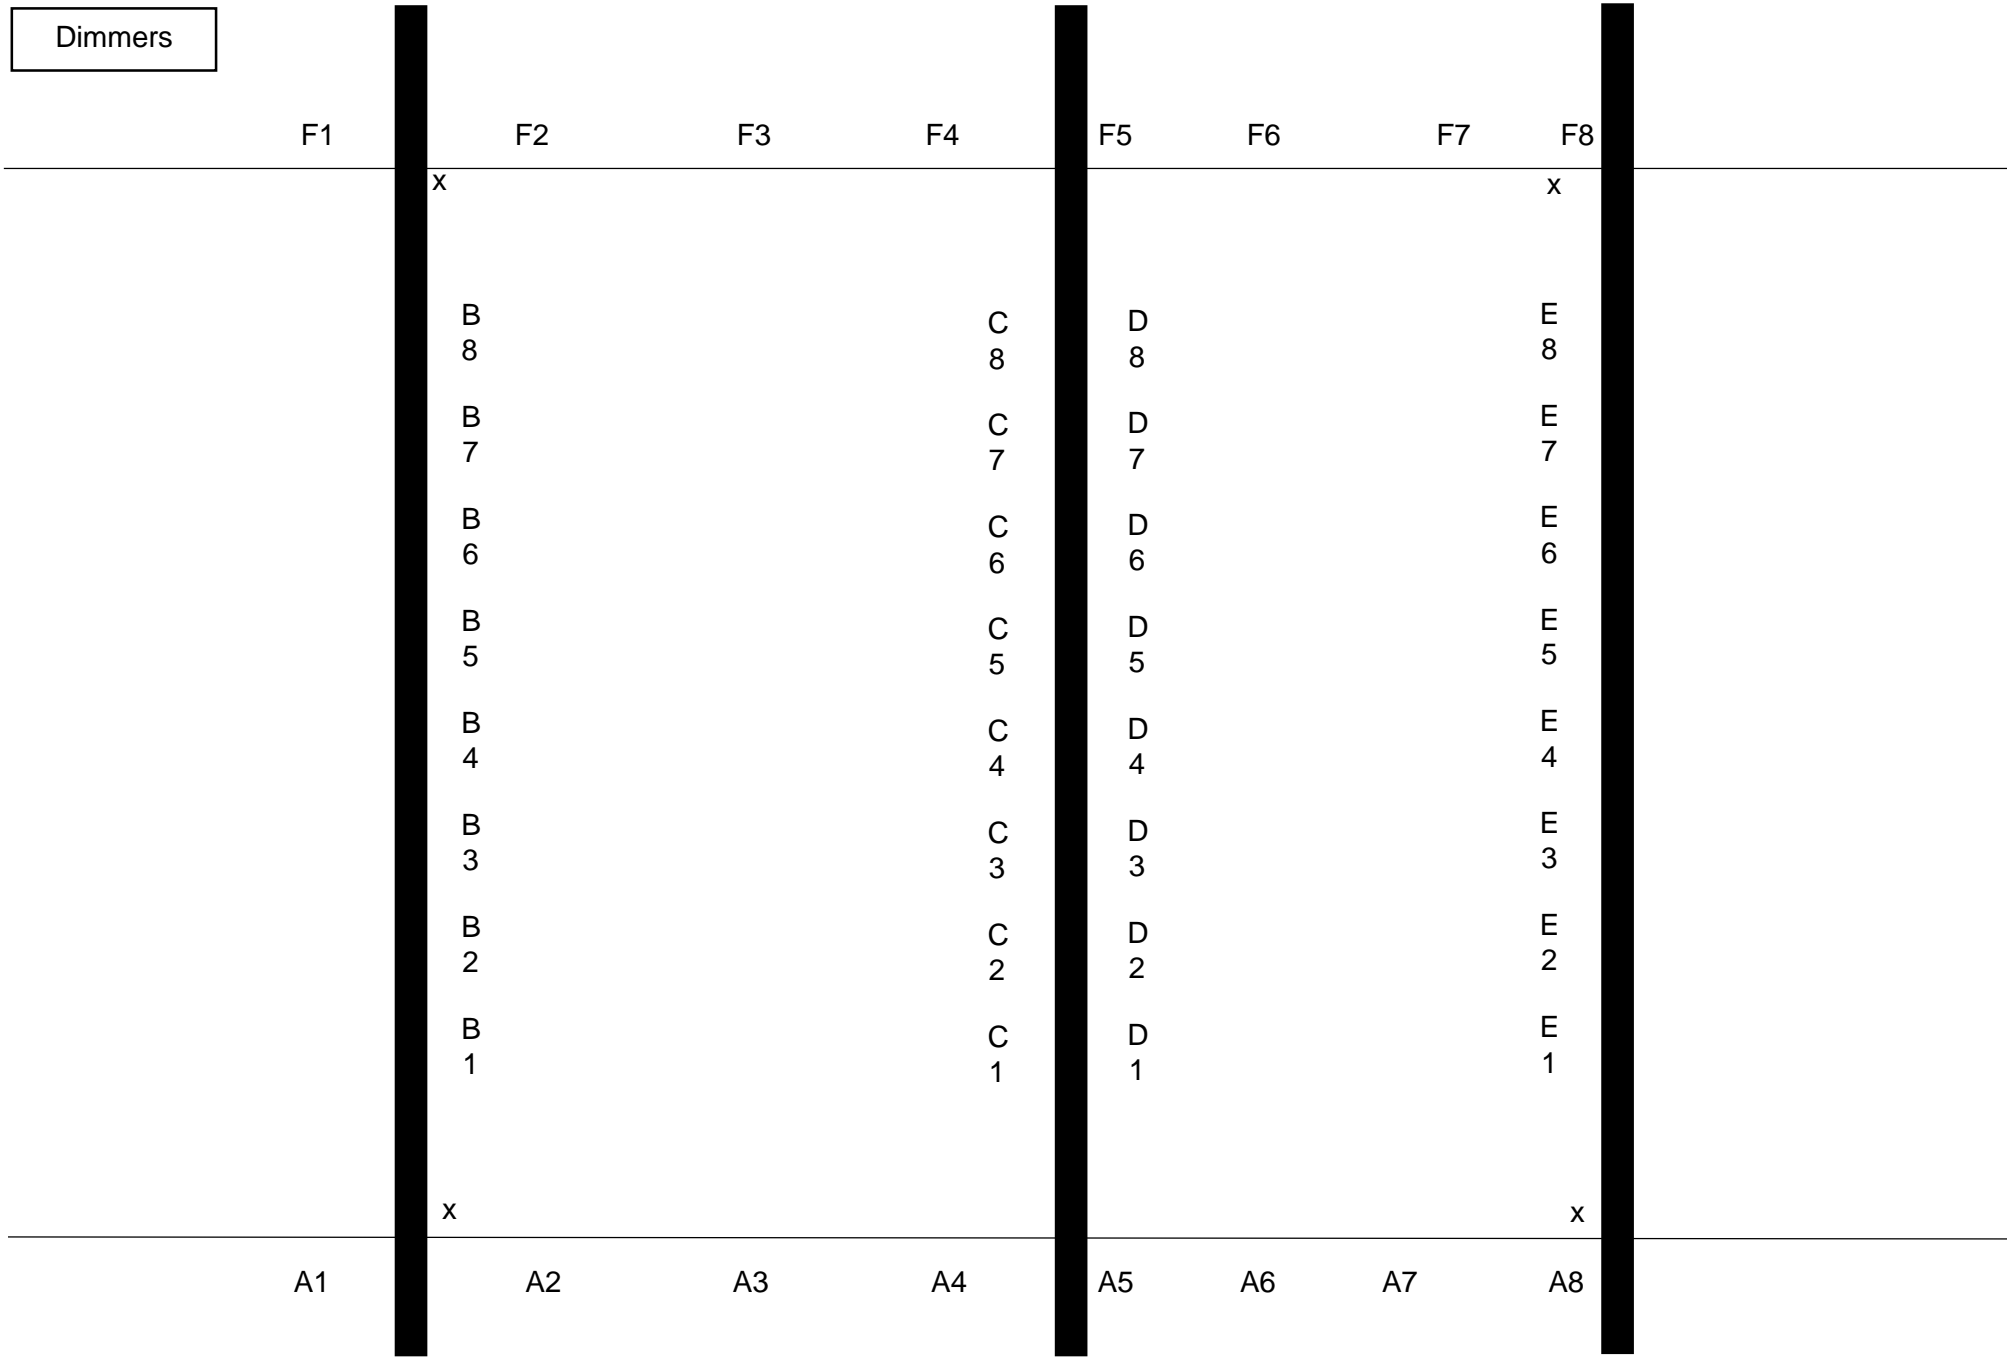 Dimmers
F1 F2 F3 F4 F5 F6 F7 F8
x x
B C D E
8 8 8 8
B C D E
7 7 7 7
B C D E
6 6 6 6
B C D E
5 5 5 5
B C D E
4 4 4 4
B C D E
3 3 3 3
B C D E
2 2 2 2
B C D E
1 1 1 1
x x
A1 A2 A3 A4 A5 A6 A7 A8